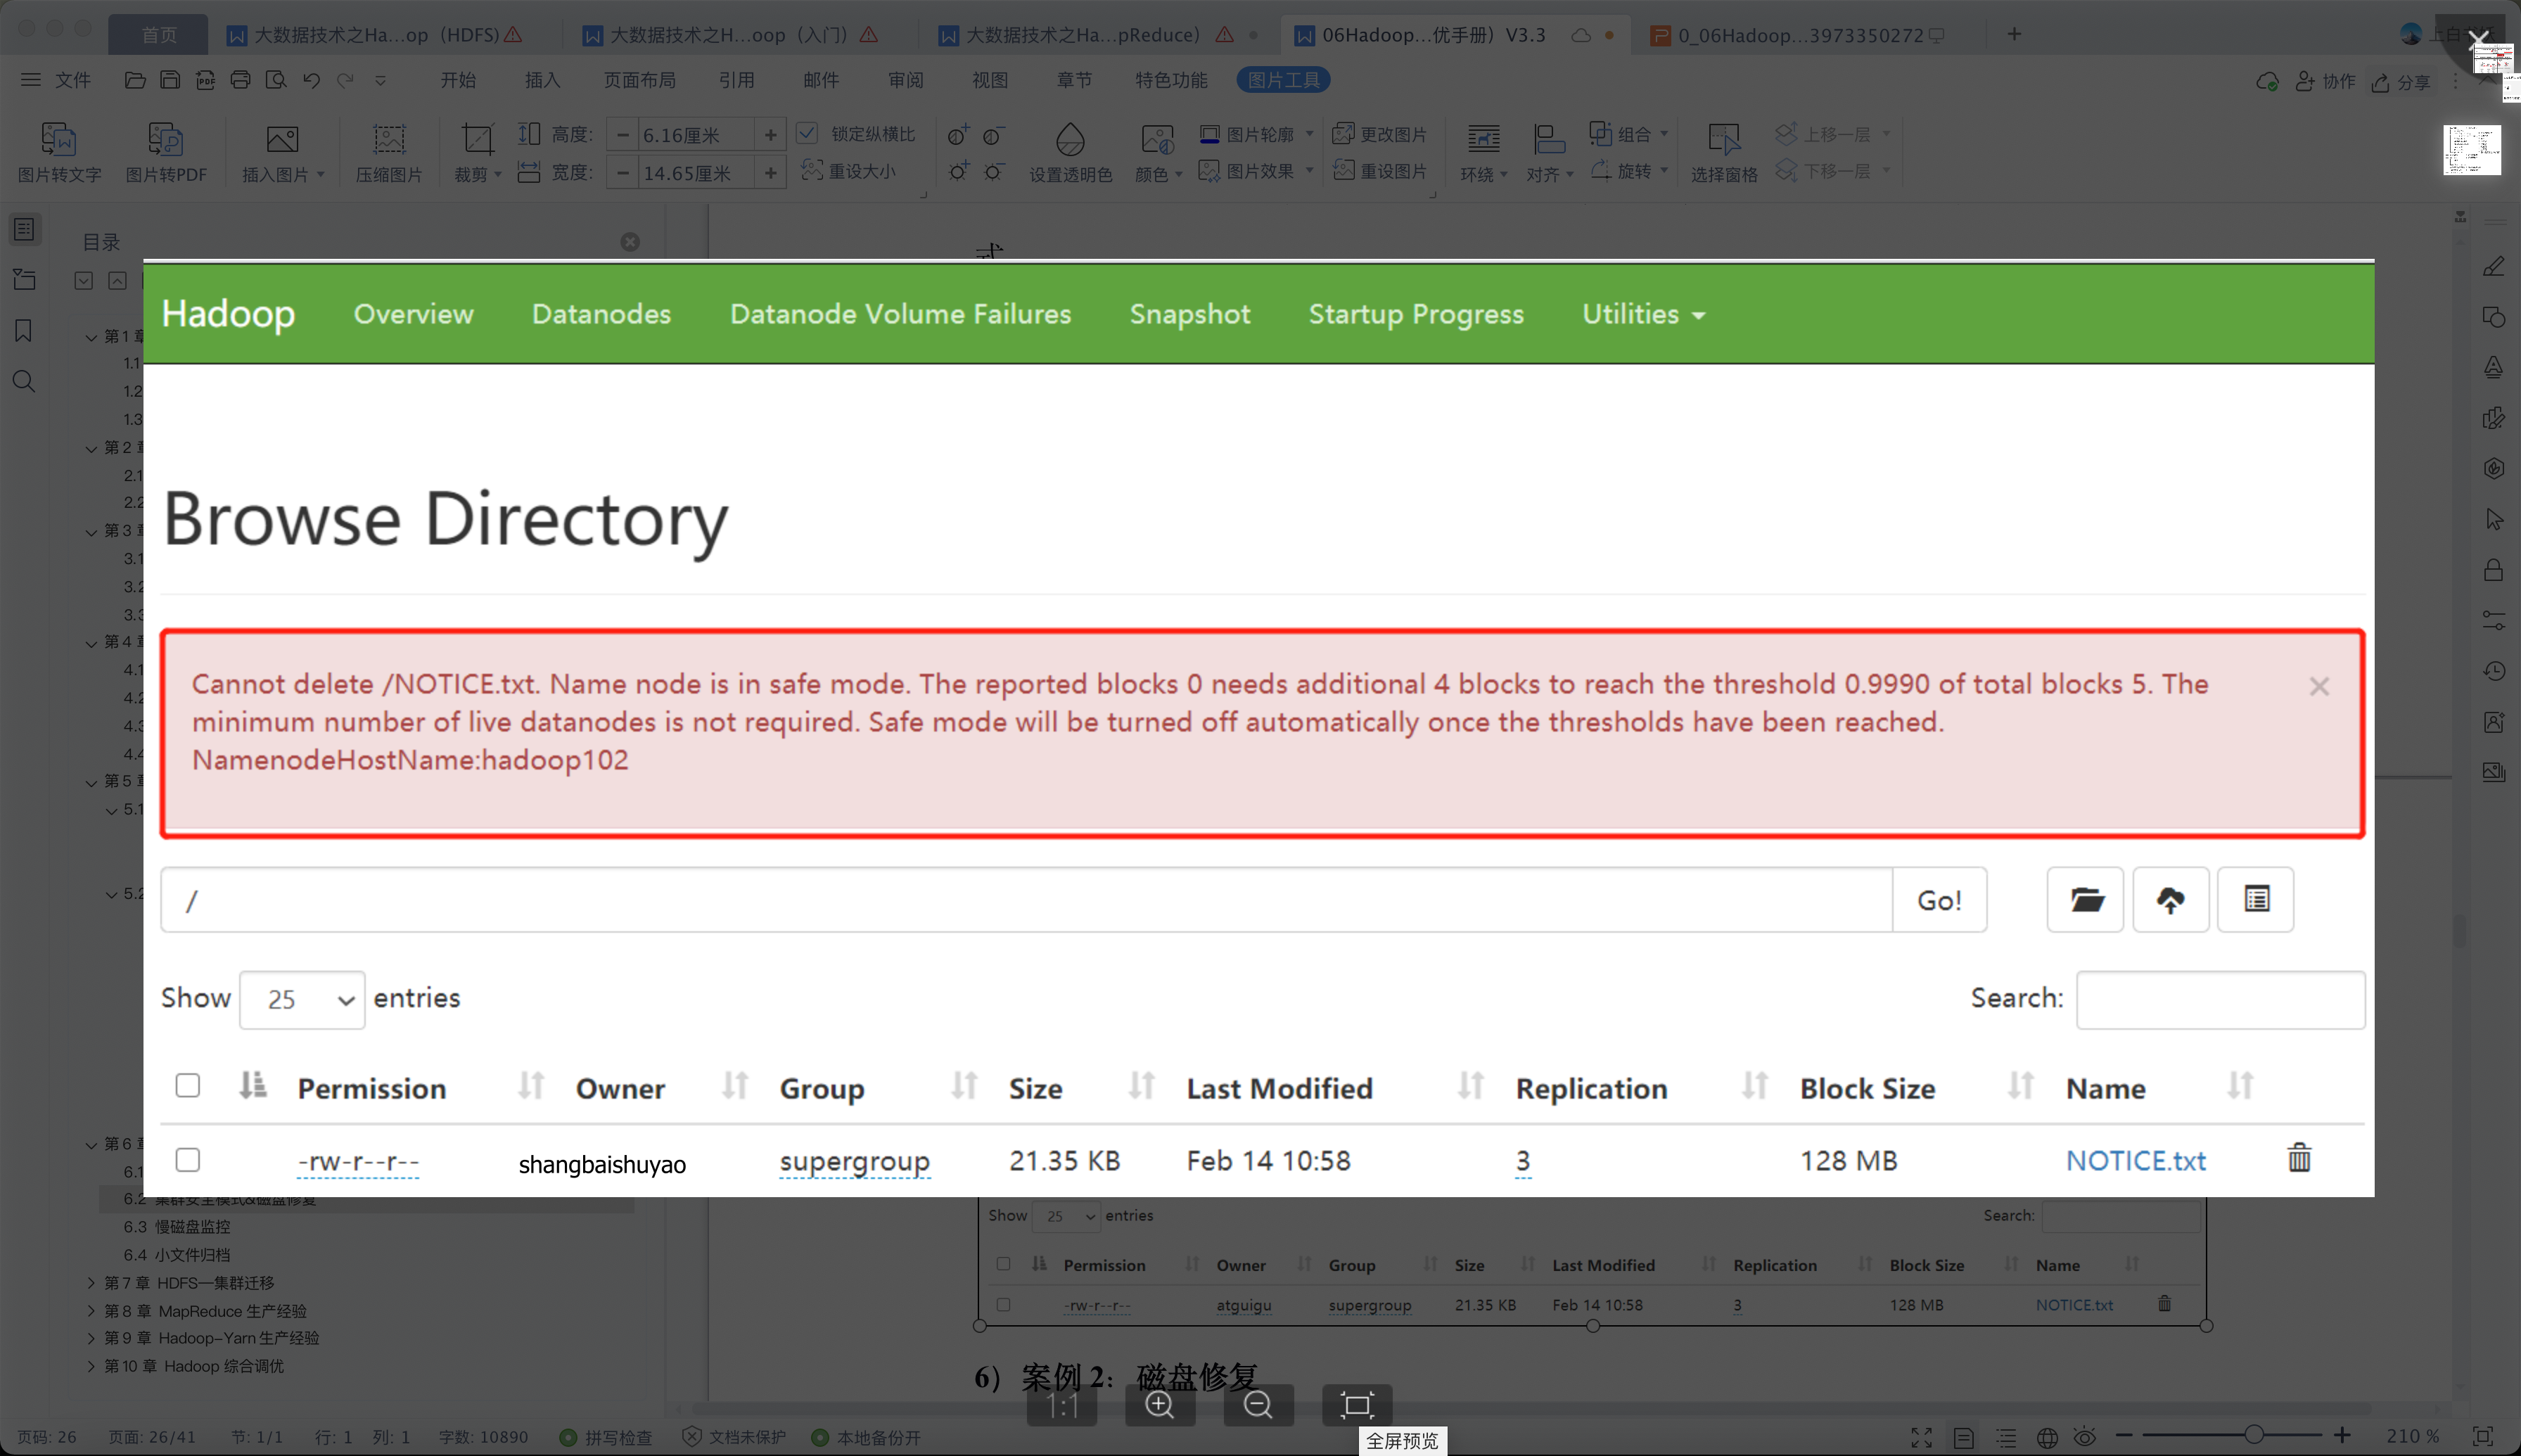 首页
大数据技术之Ha...op（HDFS)
大数据技术之H...oop（入门）
大数据技术之Ha...pReduce）
06Hadoop...优手册）V3.3
0_06Hadoop...3973350272
文件
开始
插入
页面布局
引用
邮件
审阅
视图
章节
特色功能
图片工具
协作
分享
图片转文字
图片转PDF
插入图片
压缩图片
裁剪
高度:
6.16厘米
锁定纵横比
宽度:
14.65厘米
重设大小
设置透明色
颜色
图片轮廓
图片效果
更改图片
重设图片
环绕
对齐
组合
旋转
选择窗格
上移一层
下移一层
目录
第1
1.1
1.2
1.3
第2
2.1
2.2
第3
3.1
3.2
3.3
第4
4.1
4.2
4.3
4.4
第5
5.1
5.2
第6
6.1
6.2 集群安全模式&磁盘修复
6.3 慢磁盘监控
6.4 小文件归档
第7章 HDFS—集群迁移
第8章 MapReduce 生产经验
第9章 Hadoop-Yarn生产经验
第10章 Hadoop 综合调优
Hadoop Overview Datanodes Datanode Volume Failures Snapshot Startup Progress Utilities
Browse Directory
Cannot delete /NOTICE.txt. Name node is in safe mode. The reported blocks 0 needs additional 4 blocks to reach the threshold 0.9990 of total blocks 5. The
minimum number of live datanodes is not required. Safe mode will be turned off automatically once the thresholds have been reached.
NamenodeHostName:hadoop102
/ Go!
Show 25 entries Search:
Permission Owner Group Size Last Modified Replication Block Size Name
-rw-r--r-- shangbaishuyao supergroup 21.35 KB Feb 14 10:58 3 128 MB NOTICE.txt
Show 25 entries Search:
Permission Owner Group Size Last Modified Replication Block Size Name
-rw-r--r-- atguigu supergroup 21.35 KB Feb 14 10:58 3 128 MB NOTICE.txt
6）案例 2：磁盘修复
1:1
全屏预览
页码: 26 页面: 26/41 节: 1/1 行: 1 列: 1 字数: 10890 拼写检查 文档未保护 本地备份开 210 %